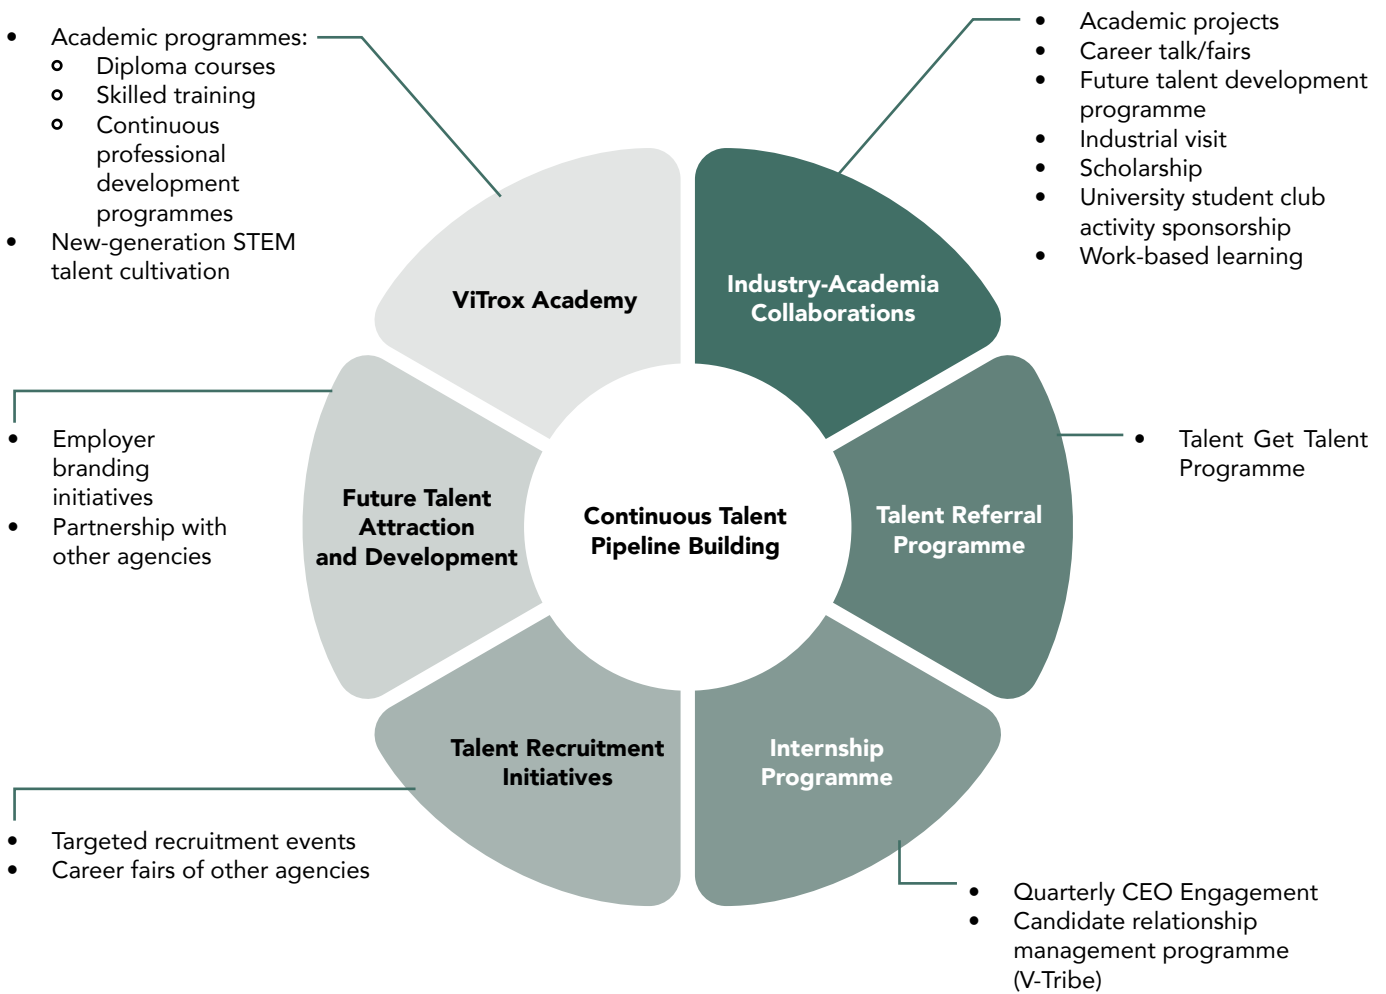 • Academic programmes:
o Diploma courses
o Skilled training
o Continuous
professional
development
programmes
• New-generation STEM
talent cultivation
• Academic projects
• Career talk/fairs
• Future talent development
programme
• Industrial visit
• Scholarship
• University student club
activity sponsorship
• Work-based learning
ViTrox Academy
Industry-Academia
Collaborations
• Employer
branding
initiatives
• Partnership with
other agencies
Future Talent
Attraction
and Development
Continuous Talent
Pipeline Building
Talent Referral
Programme
• Talent Get Talent
Programme
Talent Recruitment
Initiatives
Internship
Programme
• Targeted recruitment events
• Career fairs of other agencies
• Quarterly CEO Engagement
• Candidate relationship
management programme
(V-Tribe)